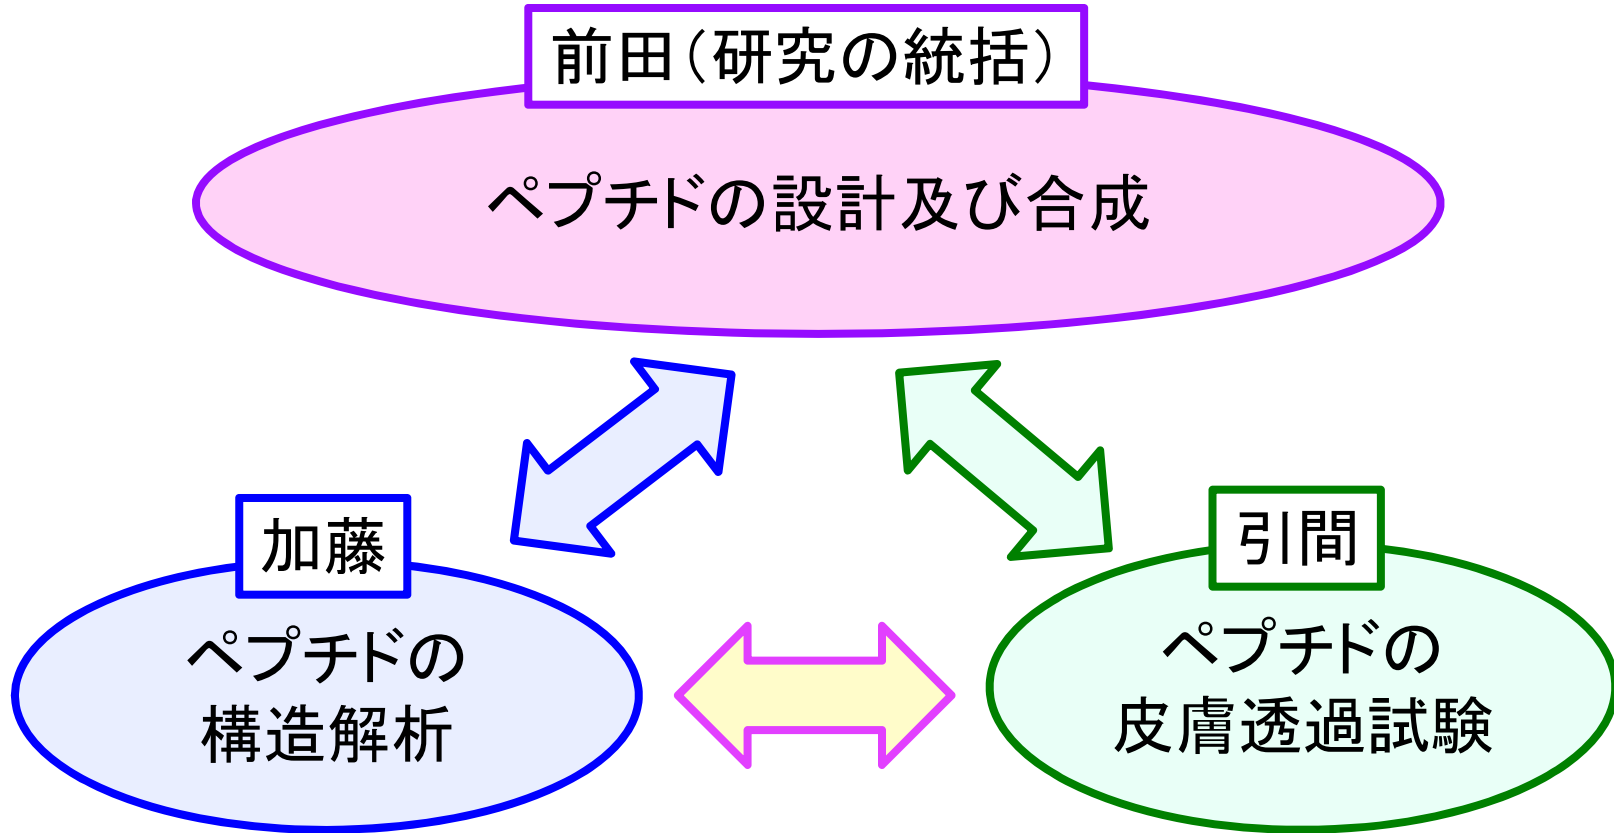 前田（研究の統括）
ペプチドの設計及び合成
加藤
ペプチドの
構造解析
引間
ペプチドの
皮膚透過試験